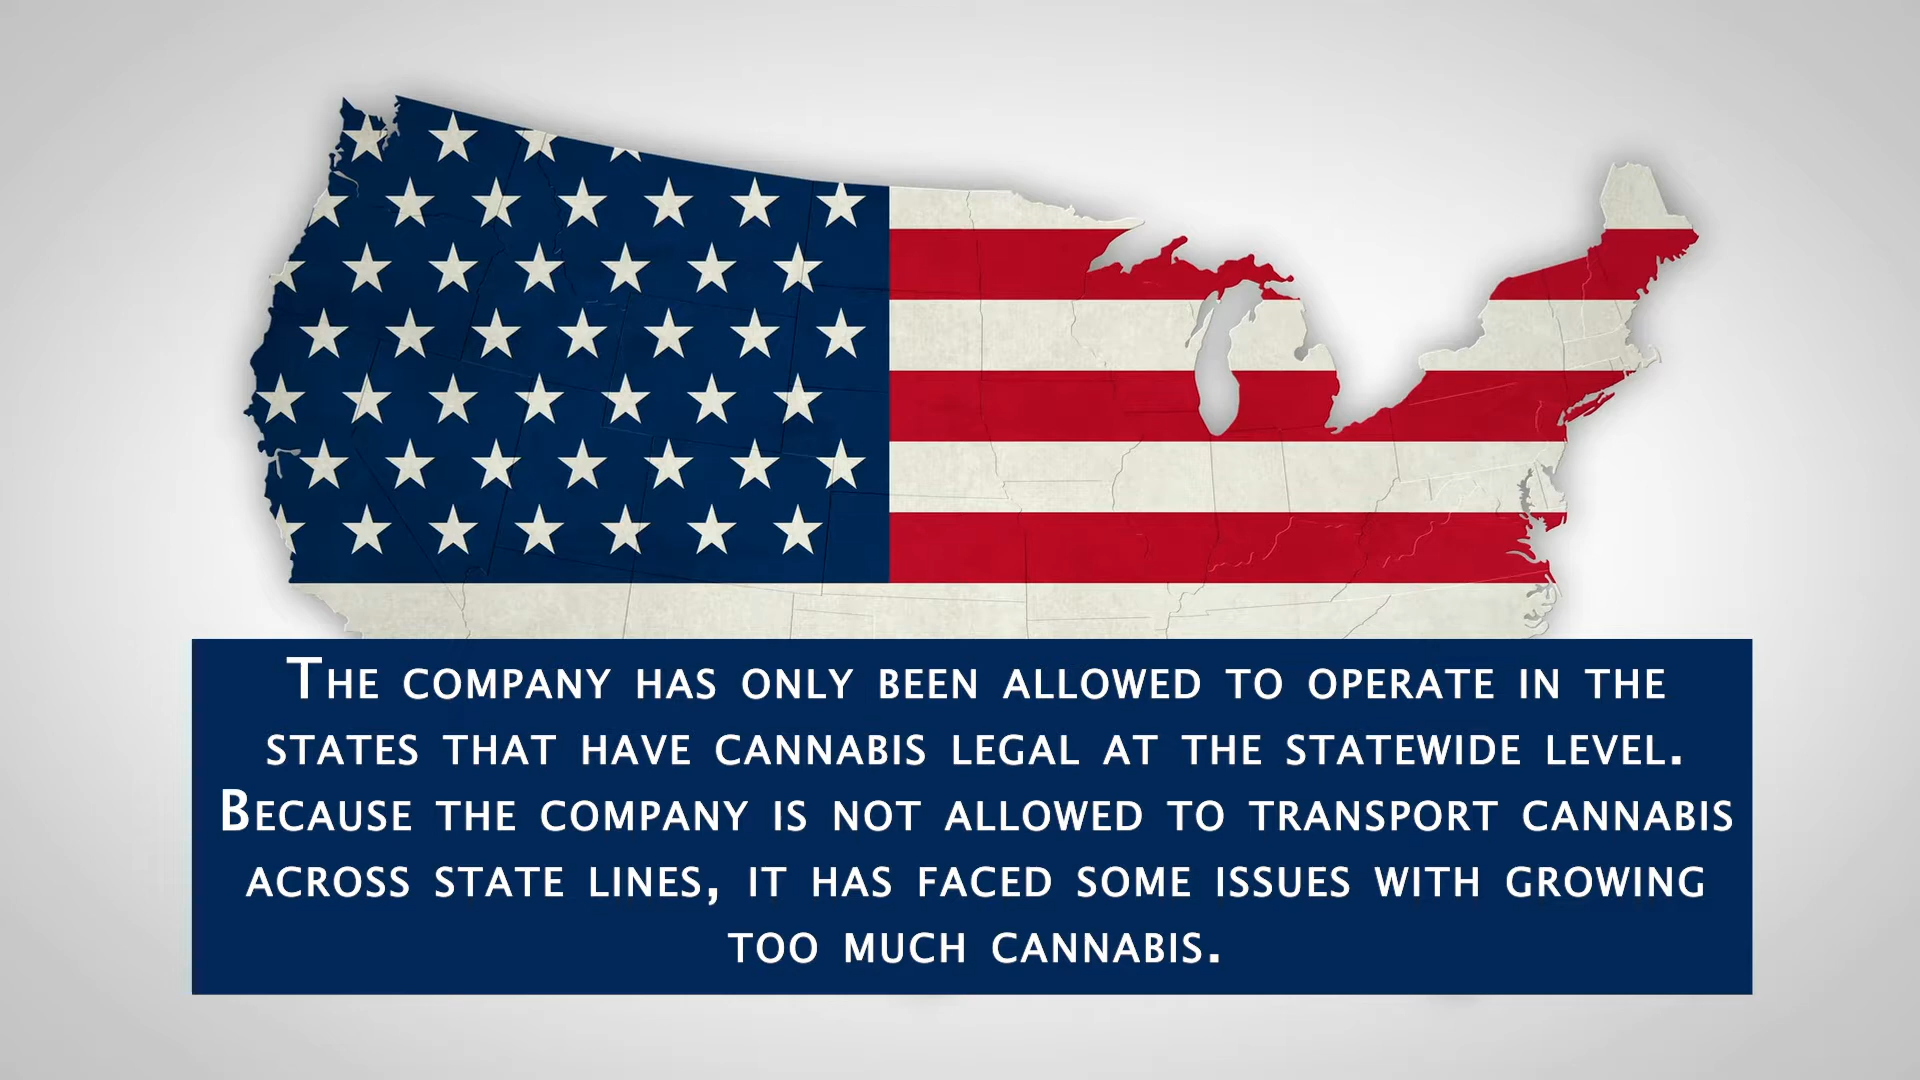 The company has only been allowed to operate in the
states that have cannabis legal at the statewide level.
Because the company is not allowed to transport cannabis
across state lines, it has faced some issues with growing
too much cannabis.